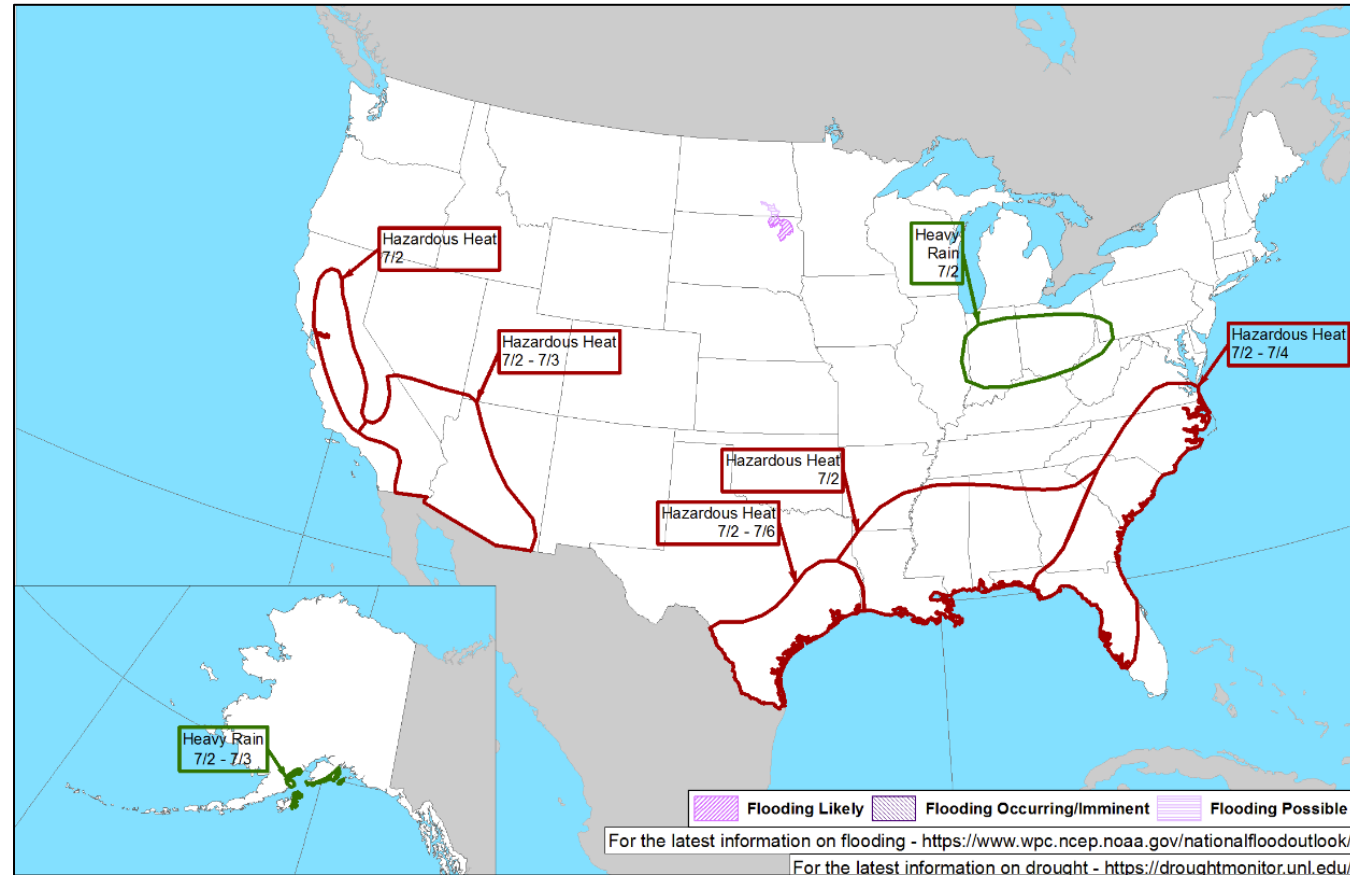 Hazardous Heat
7/2
Heavy
Rain
7/2
Hazardous Heat
7/2 - 7/3
Hazardous Heat
7/2 - 7/4
Hazardous Heat
7/2
Hazardous Heat
7/2 - 7/6
Heavy Rain
7/2 - 7/3
Flooding Likely
Flooding Occurring/Imminent
Flooding Possible
For the latest information on flooding - https://www.wpc.ncep.noaa.gov/nationalfloodoutlook/
For the latest information on drought - https://droughtmonitor.unl.edu/